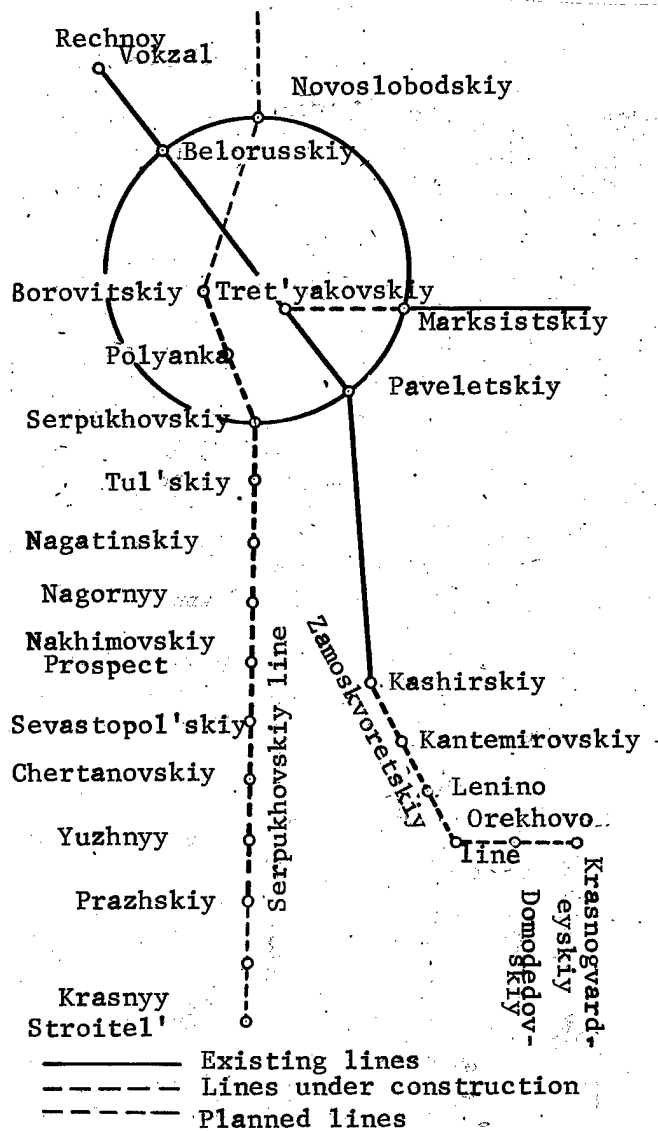 Rechnoy
Vokzal
Novoslobodskiy
Belorusskiy
Borovitskiy
Tret'yakovskiy
Marksistskiy
Polyanka
Paveletskiy
Serpukhovskiy
Tul'skiy
Nagatinskiy
Nagornyy
Nakhimovskiy
Prospect
Serpukhovskiy line
Zamoskvoretskiy
line
Kashirskiy
Sevastopol'skiy
Kantemirovskiy
Chertanovskiy
Lenino
Orekhovo
Yuzhnyy
Prazhskiy
Domodedov-
skiy
Krasnogvard-
eyskiy
Krasnyy
Stroitel'
Existing lines
Lines under construction
Planned lines